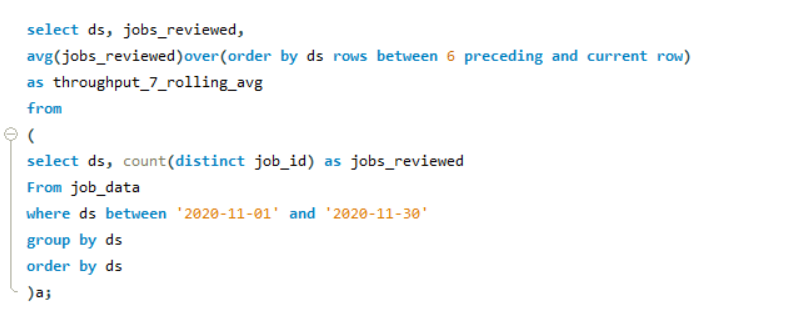 select ds, jobs_reviewed,
avg(jobs_reviewed)over(order by ds rows between 6 preceding and current row)
as throughput_7_rolling_avg
from
(
select ds, count(distinct job_id) as jobs_reviewed
From job_data
where ds between '2020-11-01' and '2020-11-30'
group by ds
order by ds
)a;